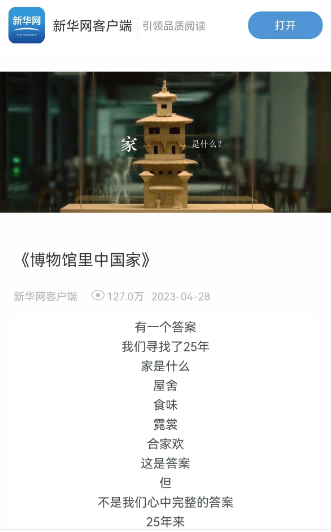 新华网
新华网客户端
引领品质阅读
打开
家
是什么？
《博物馆里中国家》
新华网客户端 127.0万 2023-04-28
有一个答案
我们寻找了25年
家是什么
屋舍
食味
霓裳
合家欢
这是答案
但
不是我们心中完整的答案
25年来